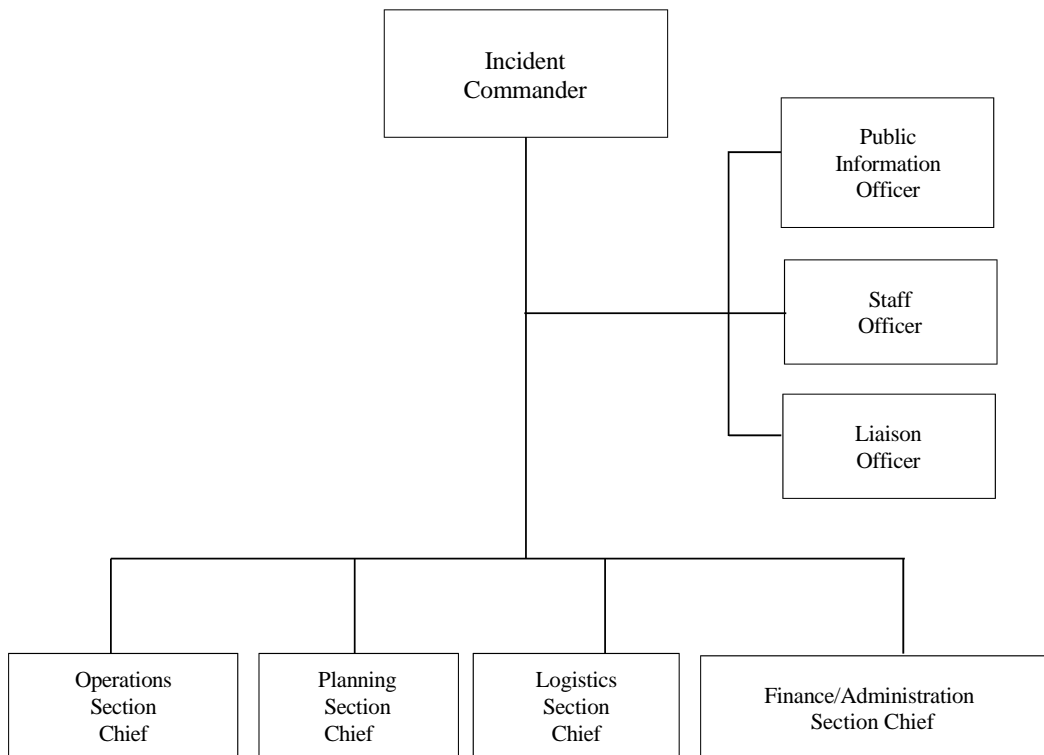 Incident
Commander
Public
Information
Officer
Staff
Officer
Liaison
Officer
Operations
Section
Chief
Planning
Section
Chief
Logistics
Section
Chief
Finance/Administration
Section Chief